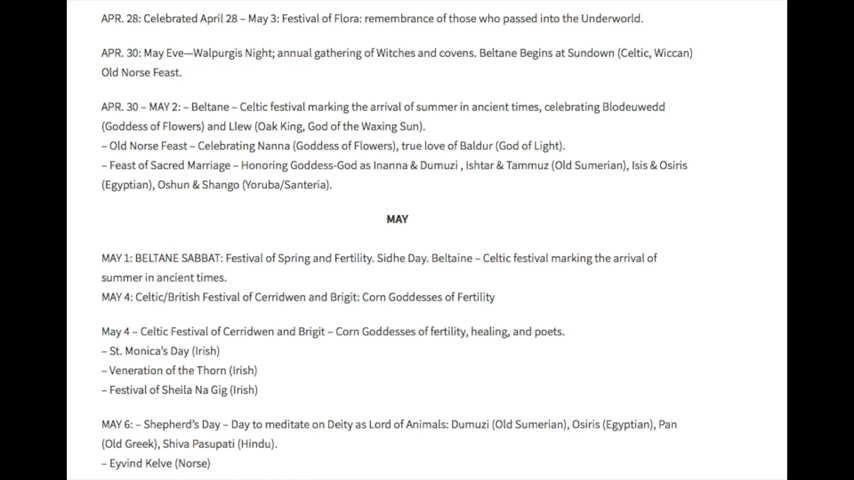 APR. 28: Celebrated April 28 – May 3: Festival of Flora: remembrance of those who passed into the Underworld.
APR. 30: May Eve—Walpurgis Night; annual gathering of Witches and covens. Beltane Begins at Sundown (Celtic, Wiccan)
Old Norse Feast.
APR. 30 – MAY 2: – Beltane – Celtic festival marking the arrival of summer in ancient times, celebrating Blodeuwedd
(Goddess of Flowers) and Llew (Oak King, God of the Waxing Sun).
– Old Norse Feast – Celebrating Nanna (Goddess of Flowers), true love of Baldur (God of Light).
– Feast of Sacred Marriage – Honoring Goddess-God as Inanna & Dumuzi , Ishtar & Tammuz (Old Sumerian), Isis & Osiris
(Egyptian), Oshun & Shango (Yoruba/Santeria).
MAY
MAY 1: BELTANE SABBAT: Festival of Spring and Fertility. Sidhe Day. Beltaine – Celtic festival marking the arrival of
summer in ancient times.
MAY 4: Celtic/British Festival of Cerridwen and Brigit: Corn Goddesses of Fertility
May 4 – Celtic Festival of Cerridwen and Brigit – Corn Goddesses of fertility, healing, and poets.
– St. Monica's Day (Irish)
– Veneration of the Thorn (Irish)
– Festival of Sheila Na Gig (Irish)
MAY 6: – Shepherd's Day – Day to meditate on Deity as Lord of Animals: Dumuzi (Old Sumerian), Osiris (Egyptian), Pan
(Old Greek), Shiva Pasupati (Hindu).
– Eyvind Kelve (Norse)